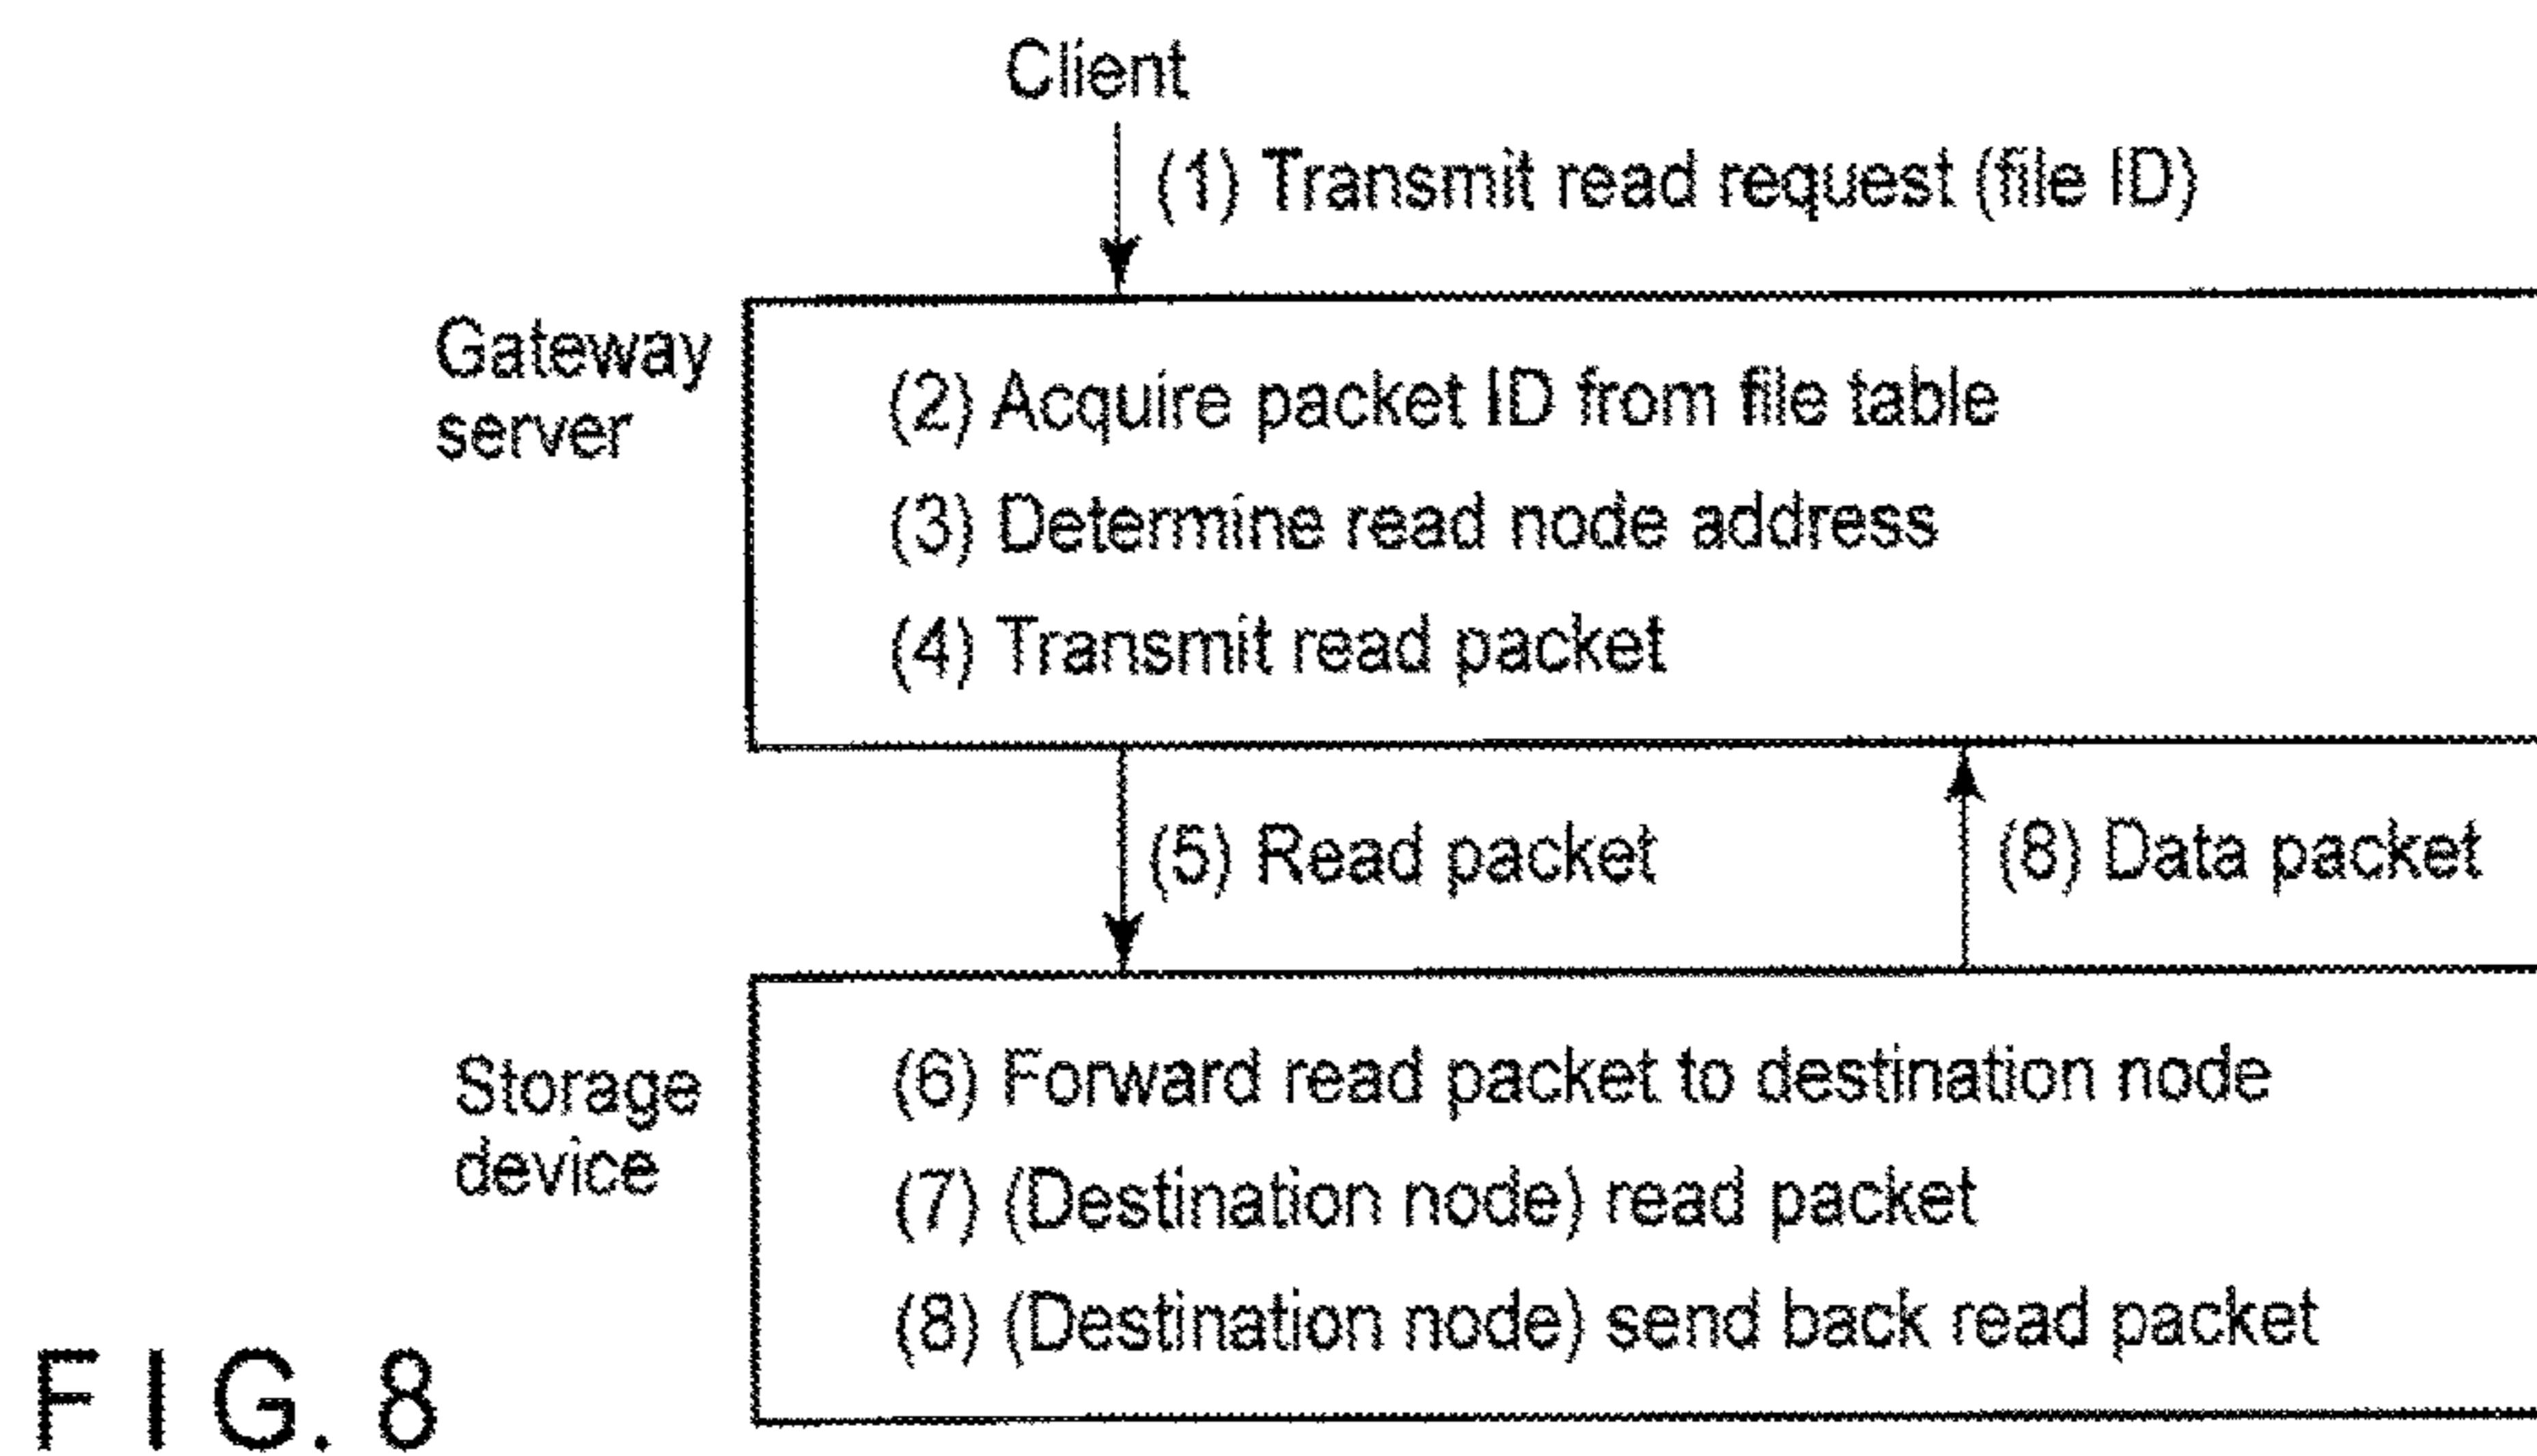 Client
(1) Transmit read request (file ID)
Gateway
server
(2) Acquire packet ID from file table
(3) Determine read node address
(4) Transmit read packet
(5) Read packet
(8) Data packet
Storage
device
(6) Forward read packet to destination node
(7) (Destination node) read packet
(8) (Destination node) send back read packet
FIG. 8